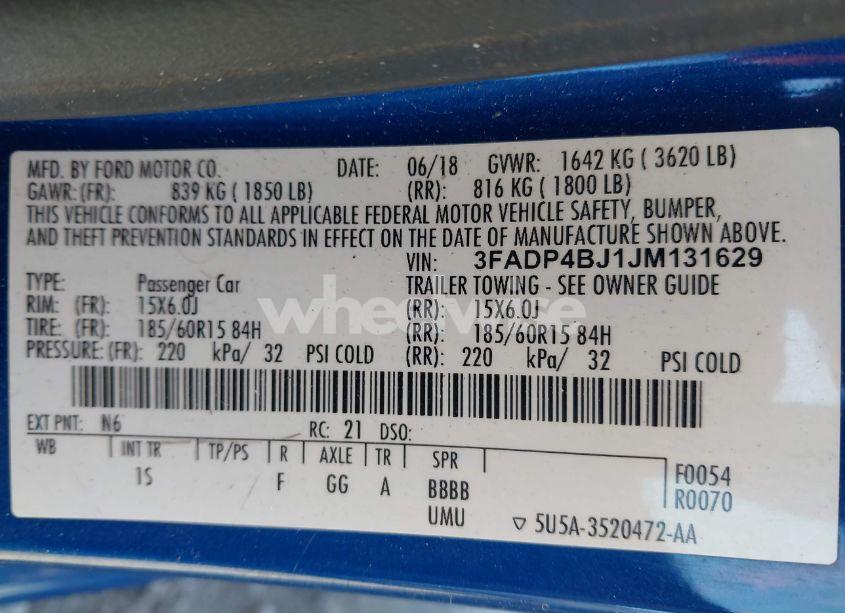 MFD. BY FORD MOTOR CO. DATE: 06/18 GVWR: 1642 KG ( 3620 LB)
GAWR: (FR): 839 KG ( 1850 LB) (RR): 816 KG ( 1800 LB)
THIS VEHICLE CONFORMS TO ALL APPLICABLE FEDERAL MOTOR VEHICLE SAFETY, BUMPER,
AND THEFT PREVENTION STANDARDS IN EFFECT ON THE DATE OF MANUFACTURE SHOWN ABOVE.
VIN: 3FADP4BJ1JM131629
TYPE: Passenger Car TRAILER TOWING - SEE OWNER GUIDE
RIM: (FR): 15X6.0J (RR): 15X6.0J
wheelwise
TIRE: (FR): 185/60R15 84H (RR): 185/60R15 84H
PRESSURE: (FR): 220 kPa/ 32 PSI COLD (RR): 220 kPa/ 32 PSI COLD
EXT PNT: N6 RC: 21 DSO:
WB INT TR TP/PS R AXLE TR SPR
1S F GG A BBBB F0054
UMU R0070
5U5A-3520472-AA